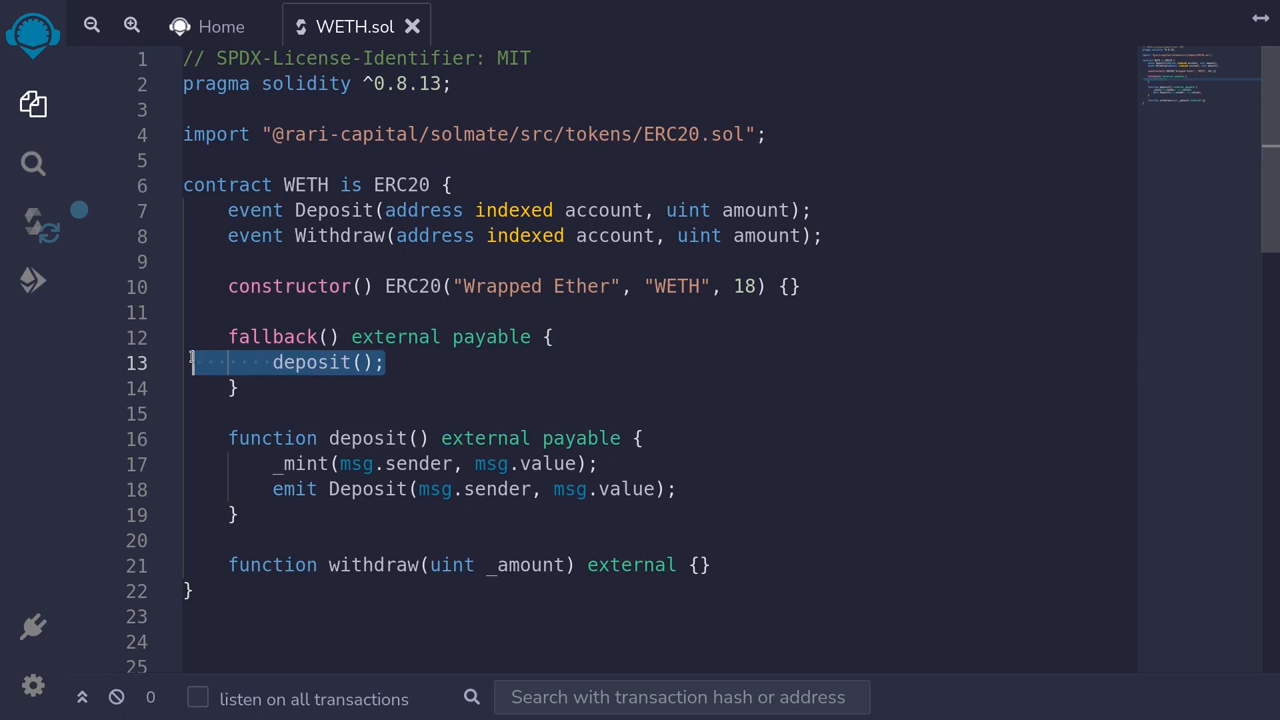 Home
WETH.sol
1 // SPDX-License-Identifier: MIT
2 pragma solidity ^0.8.13;
3
4 import "@rari-capital/solmate/src/tokens/ERC20.sol";
5
6 contract WETH is ERC20 {
7 event Deposit(address indexed account, uint amount);
8 event Withdraw(address indexed account, uint amount);
9
10 constructor() ERC20("Wrapped Ether", "WETH", 18) {}
11
12 fallback() external payable {
13 deposit();
14 }
15
16 function deposit() external payable {
17 _mint(msg.sender, msg.value);
18 emit Deposit(msg.sender, msg.value);
19 }
20
21 function withdraw(uint _amount) external {}
22 }
23
24
25
0 listen on all transactions Search with transaction hash or address